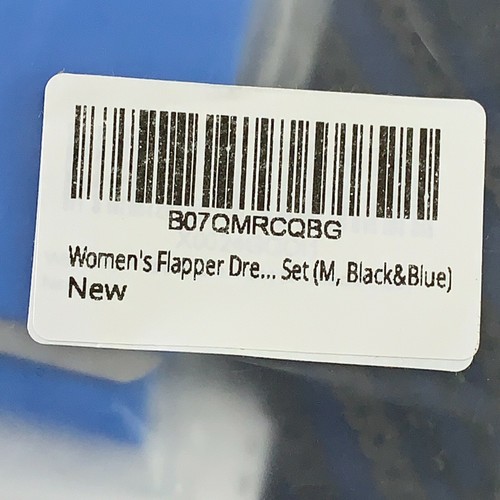 B07QMRCQBG
Women's Flapper Dre... Set (M, Black&Blue)
New